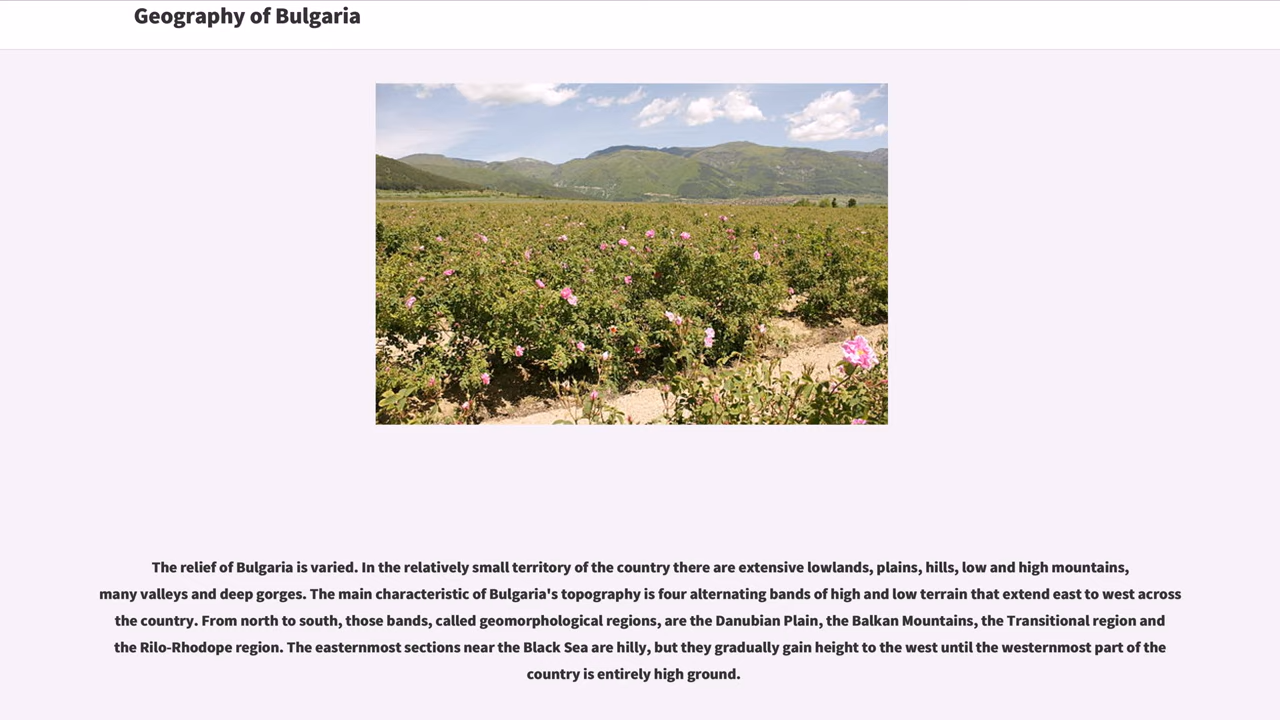 Geography of Bulgaria
The relief of Bulgaria is varied. In the relatively small territory of the country there are extensive lowlands, plains, hills, low and high mountains,
many valleys and deep gorges. The main characteristic of Bulgaria's topography is four alternating bands of high and low terrain that extend east to west across
the country. From north to south, those bands, called geomorphological regions, are the Danubian Plain, the Balkan Mountains, the Transitional region and
the Rilo-Rhodope region. The easternmost sections near the Black Sea are hilly, but they gradually gain height to the west until the westernmost part of the
country is entirely high ground.